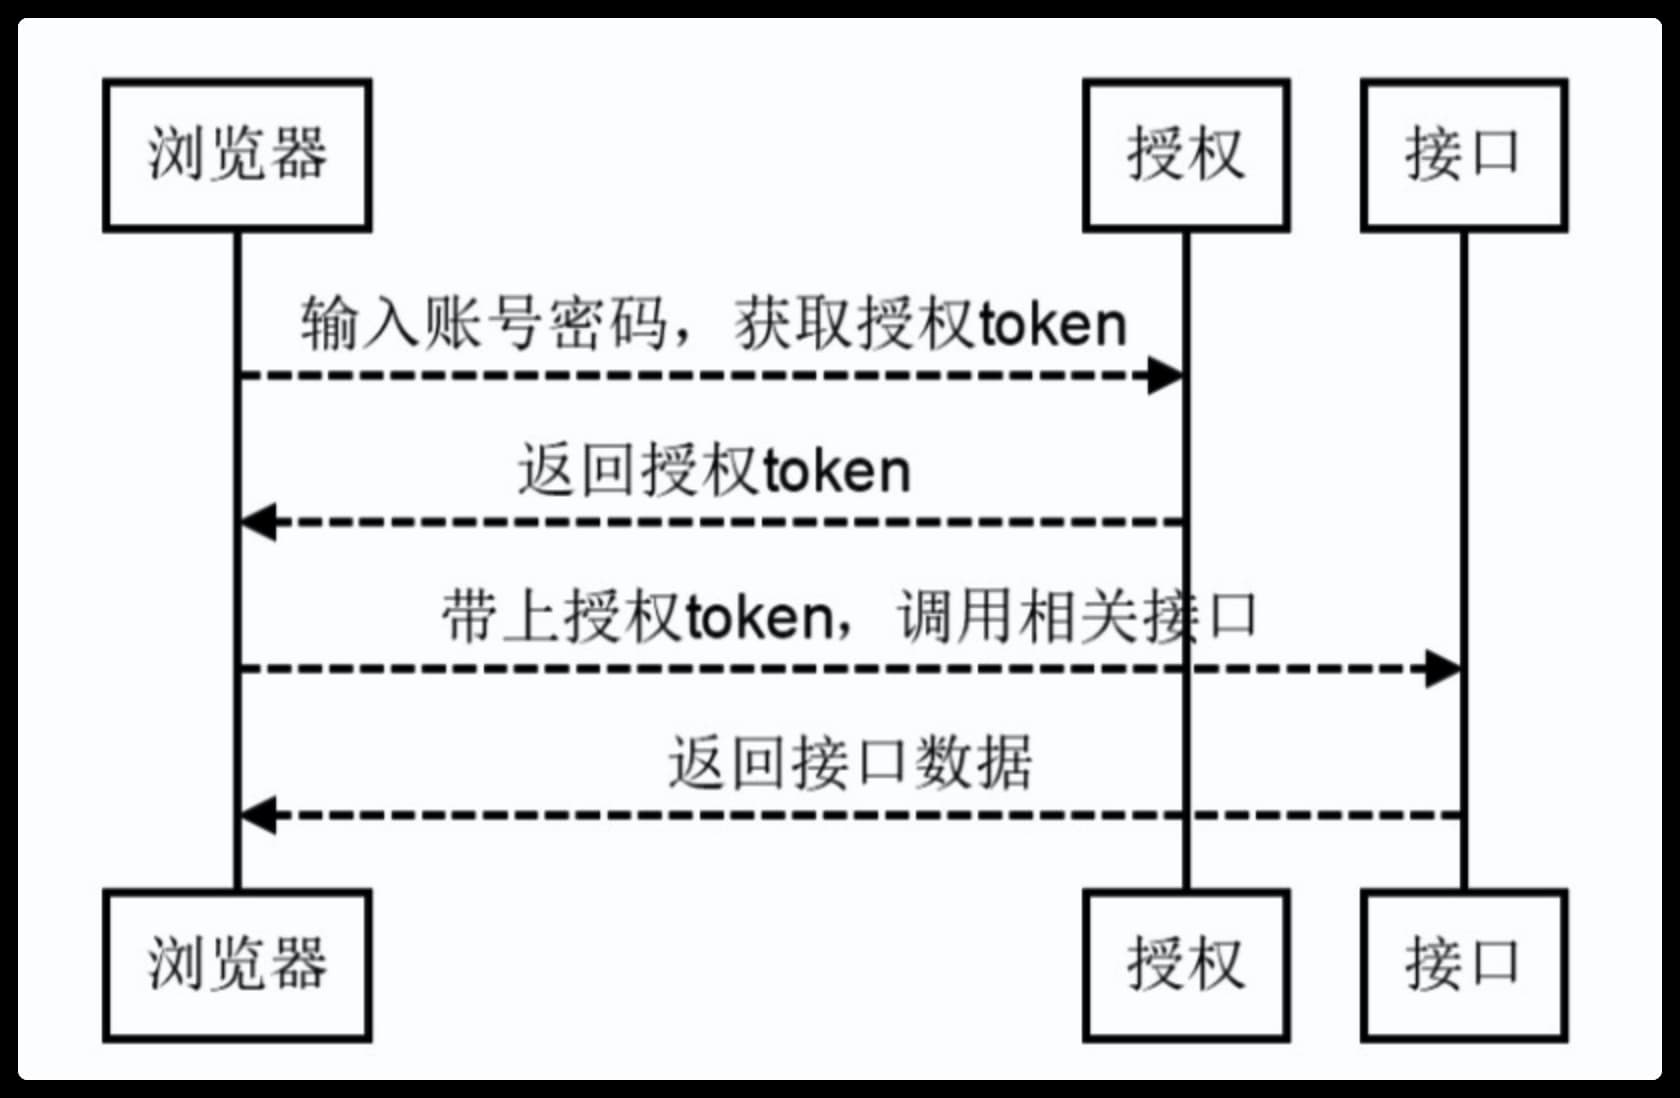 浏览器
授权
接口
输入账号密码，获取授权token
返回授权token
带上授权token，调用相关接口
返回接口数据
浏览器
授权
接口